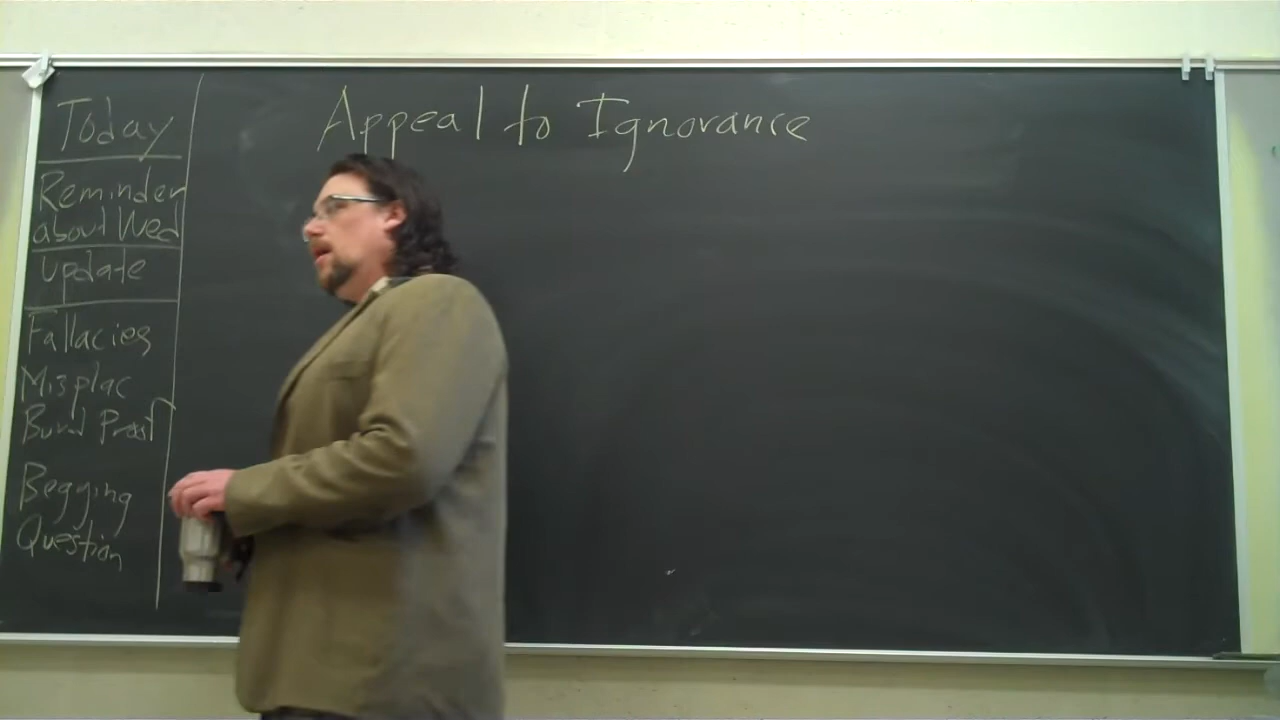 Today
Reminder
about Wed
Update
Fallacies
Misplac
Burd Proof
Begging
Question
Appeal to Ignorance